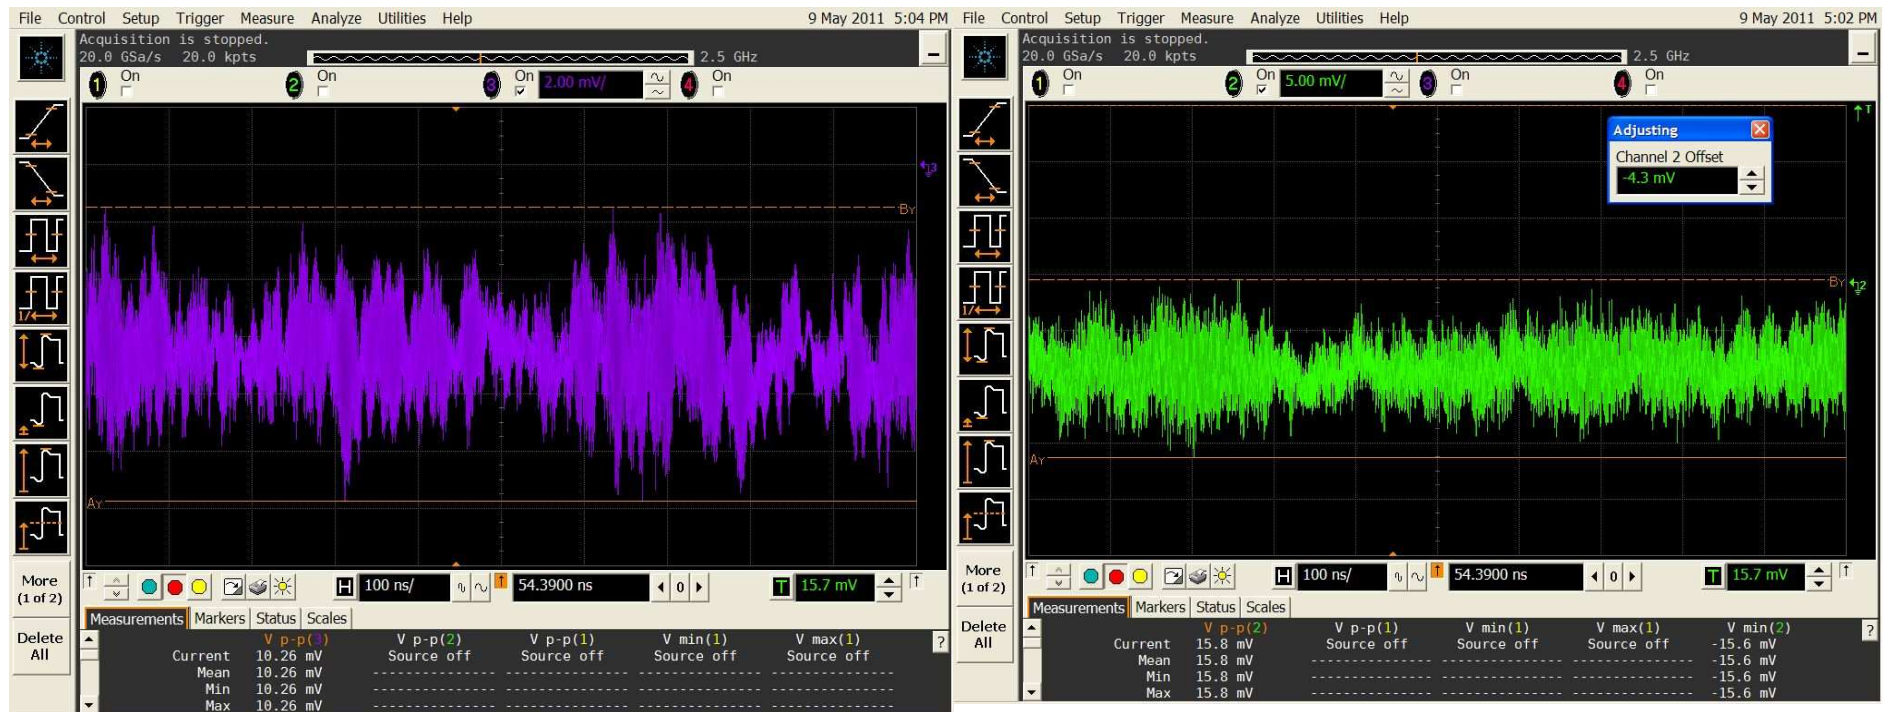 File Control Setup Trigger Measure Analyze Utilities Help 9 May 2011 5:04 PM
Acquisition is stopped.
20.0 GSa/s 20.0 kpts 2.5 GHz
1 On 2 On 3 On 2.00 mV/ 4 On
3
By
Ay
1/
More
(1 of 2)
Delete
All
H 100 ns/ 54.3900 ns 0 T 15.7 mV
Measurements Markers Status Scales
V p-p(3) V p-p(2) V p-p(1) V min(1) V max(1) ?
Current 10.26 mV Source off Source off Source off Source off
Mean 10.26 mV
Min 10.26 mV
Max 10.26 mV
File Control Setup Trigger Measure Analyze Utilities Help 9 May 2011 5:02 PM
Acquisition is stopped.
20.0 GSa/s 20.0 kpts 2.5 GHz
1 On 2 On 5.00 mV/ 3 On 4 On
T
Adjusting
Channel 2 Offset
-4.3 mV
By 2
Ay
1/
More
(1 of 2)
Delete
All
H 100 ns/ 54.3900 ns 0 T 15.7 mV
Measurements Markers Status Scales
V p-p(2) V p-p(1) V min(1) V max(1) V min(2) ?
Current 15.8 mV Source off Source off Source off -15.6 mV
Mean 15.8 mV -15.6 mV
Min 15.8 mV -15.6 mV
Max 15.8 mV -15.6 mV